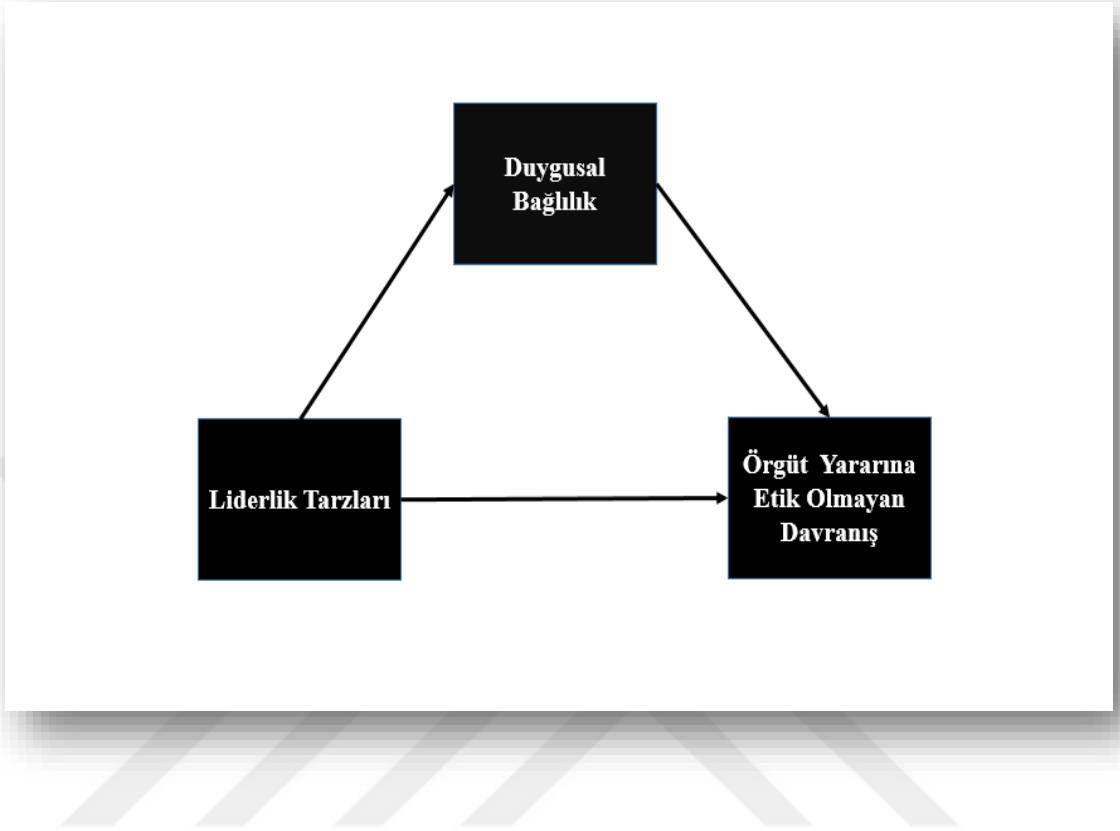 Duygusal
Bağlılık
Liderlik Tarzları
Örgüt Yararına
Etik Olmayan
Davranış